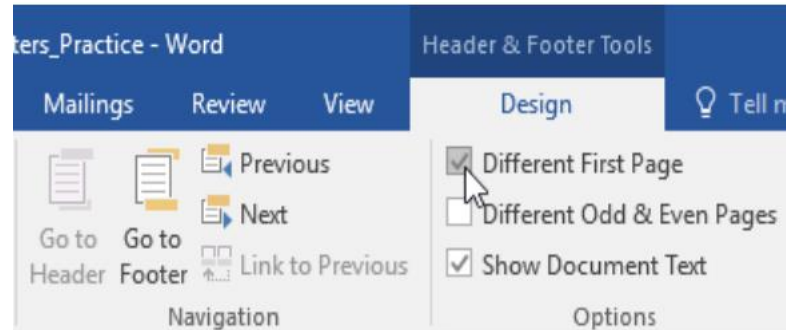 ters_Practice - Word
Header & Footer Tools
Mailings Review View Design Tell
Previous
Next
Link to Previous
Go to Header
Go to Footer
Navigation
Different First Page
Different Odd & Even Pages
Show Document Text
Options